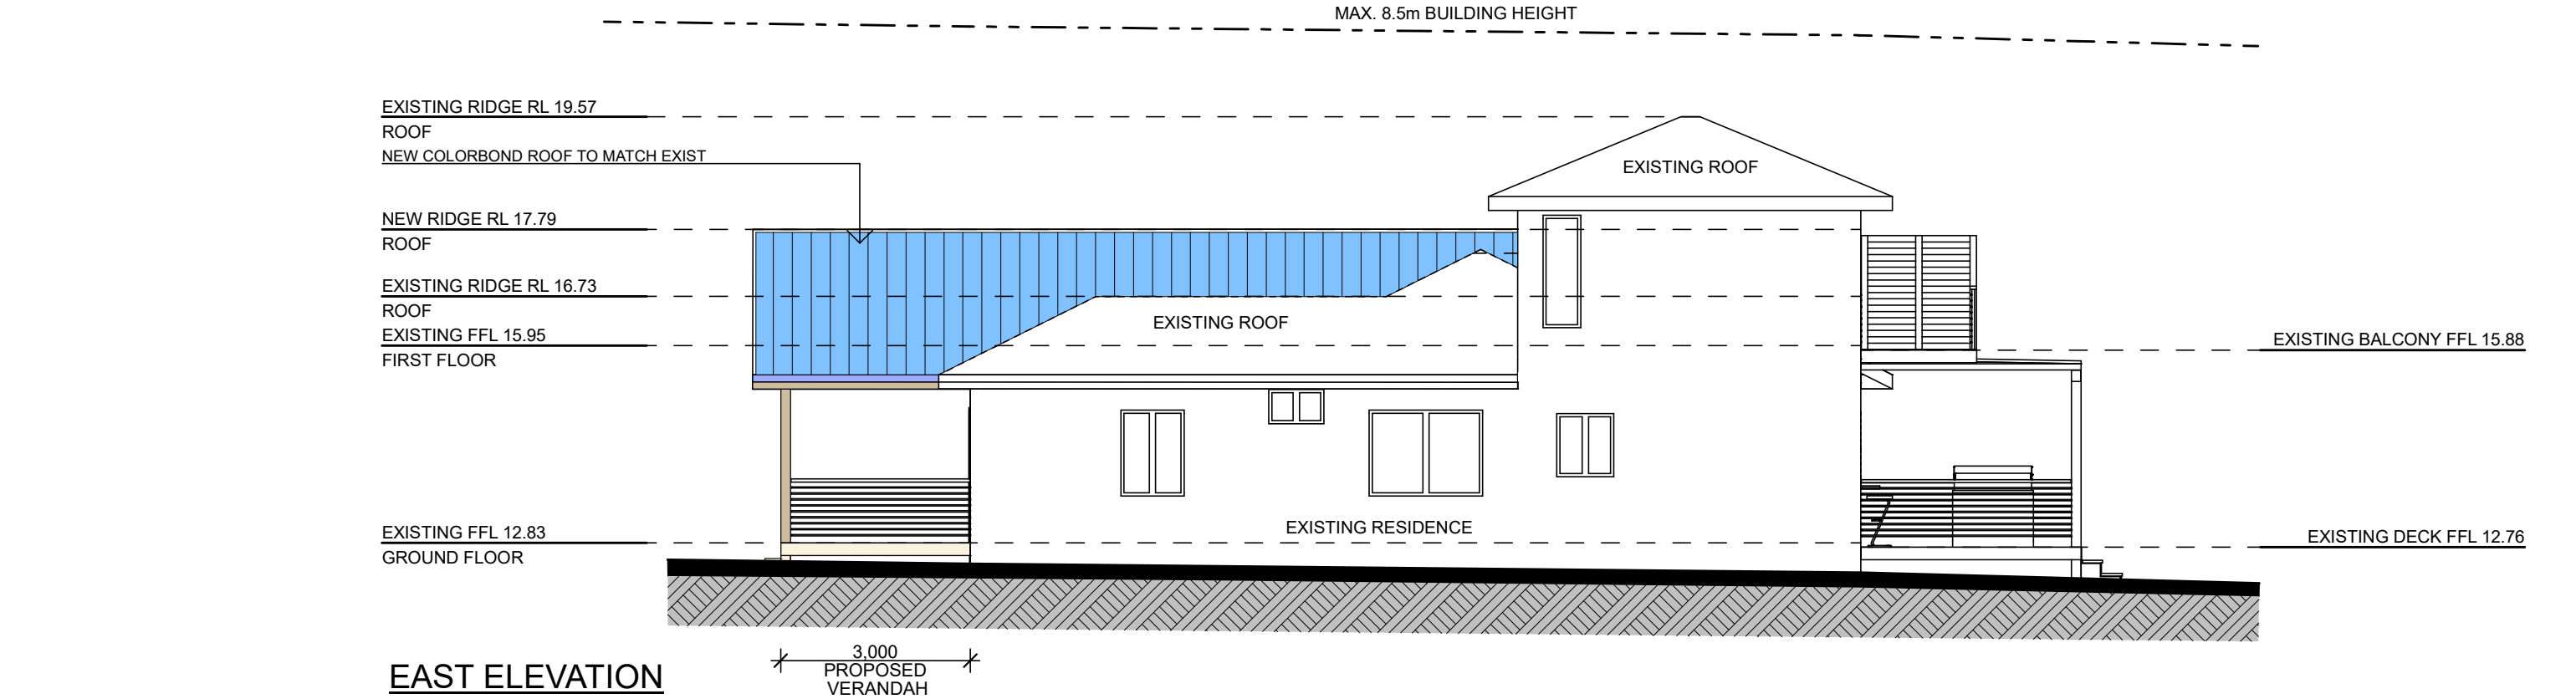 MAX. 8.5m BUILDING HEIGHT
EXISTING RIDGE RL 19.57
ROOF
NEW COLORBOND ROOF TO MATCH EXIST
EXISTING ROOF
NEW RIDGE RL 17.79
ROOF
EXISTING RIDGE RL 16.73
ROOF
EXISTING ROOF
EXISTING FFL 15.95
FIRST FLOOR
EXISTING BALCONY FFL 15.88
EXISTING RESIDENCE
EXISTING FFL 12.83
GROUND FLOOR
EXISTING DECK FFL 12.76
3,000
PROPOSED
VERANDAH
EAST ELEVATION